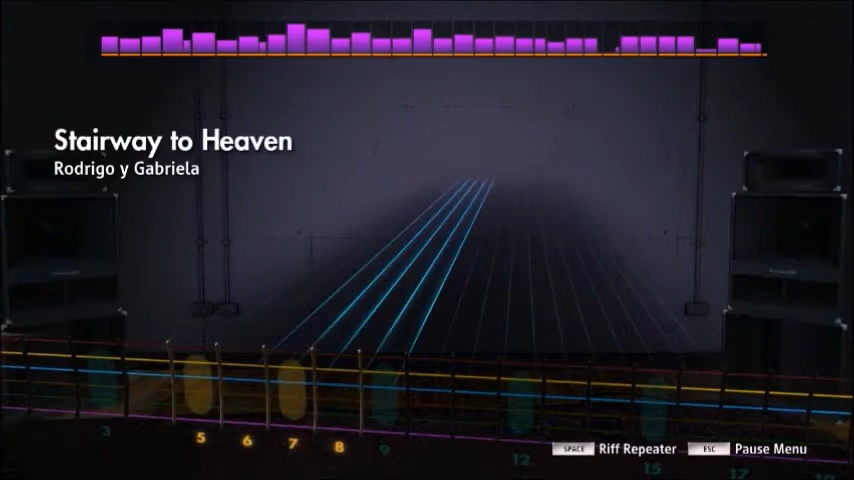 Stairway to Heaven
Rodrigo y Gabriela
3 5 6 7 8 9 12 15 17
SPACE Riff Repeater ESC Pause Menu